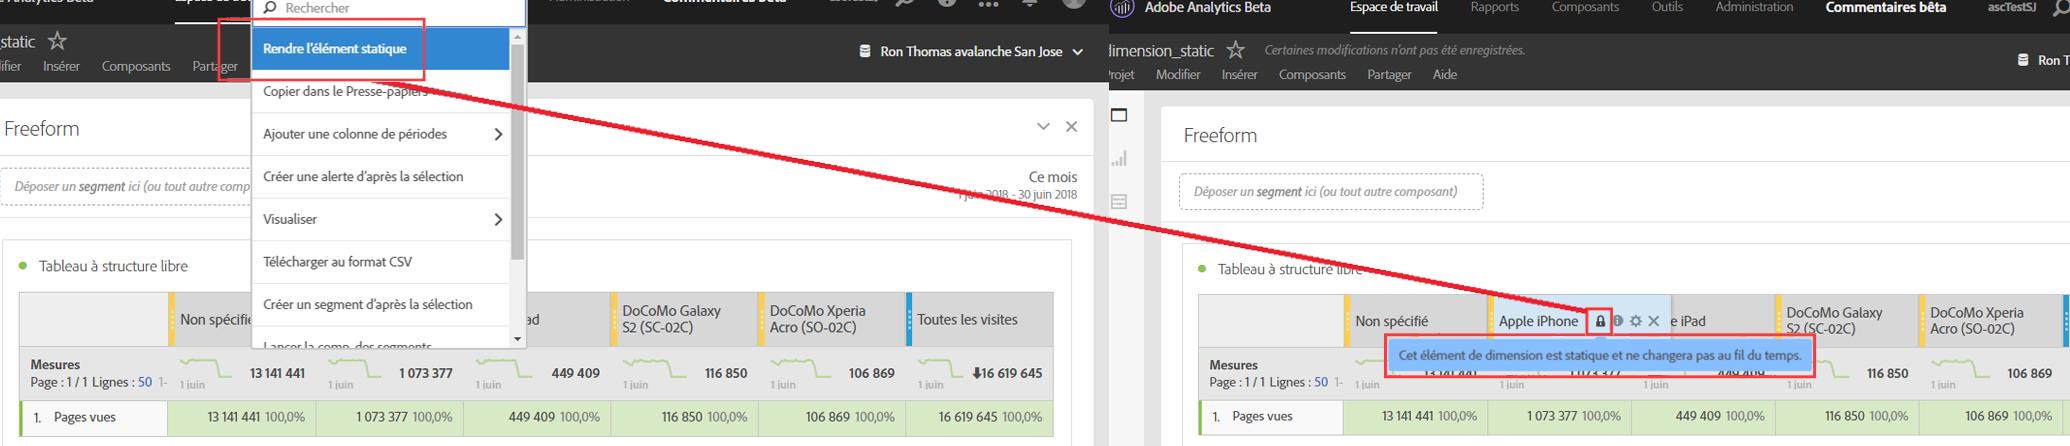 Analytics Beta
Rechercher
Commentaires Bêta
_static
Insérer
Composants
Partager
Rendre l'élément statique
Ron Thomas avalanche San Jose
Copier dans le Presse-papiers
Freeform
Ajouter une colonne de périodes
Déposer un segment ici (ou tout autre comp
Créer une alerte d'après la sélection
Ce mois
juin 2018 - 30 juin 2018
Visualiser
Télécharger au format CSV
Tableau à structure libre
Créer un segment d'après la sélection
Lancer la comp. des segments
Non spécifié
ad
DoCoMo Galaxy
S2 (SC-02C)
DoCoMo Xperia
Acro (SO-02C)
Toutes les visites
Mesures
Page : 1 / 1 Lignes : 50 1-
1 juin 13 141 441
1 juin 1 073 377
1 juin 449 409
1 juin 116 850
1 juin 106 869
1 juin 16 619 645
1. Pages vues 13 141 441 100,0% 1 073 377 100,0% 449 409 100,0% 116 850 100,0% 106 869 100,0% 16 619 645 100,0%
Adobe Analytics Beta
Espace de travail
Rapports
Composants
Outils
Administration
Commentaires bêta
ascTestSJ
dimension_static
Certaines modifications n'ont pas été enregistrées.
Ron T
rojet
Modifier
Insérer
Composants
Partager
Aide
Freeform
Déposer un segment ici (ou tout autre composant)
Tableau à structure libre
Non spécifié
Apple iPhone
e iPad
DoCoMo Galaxy
S2 (SC-02C)
DoCoMo Xperia
Acro (SO-02C)
Cet élément de dimension est statique et ne changera pas au fil du temps.
Mesures
Page : 1 / 1 Lignes : 50 1-
1 juin 13 141 441
1 juin 1 073 377
1 juin 449 409
1 juin 116 850
1 juin 106 869
1. Pages vues 13 141 441 100,0% 1 073 377 100,0% 449 409 100,0% 116 850 100,0% 106 869 100,0%